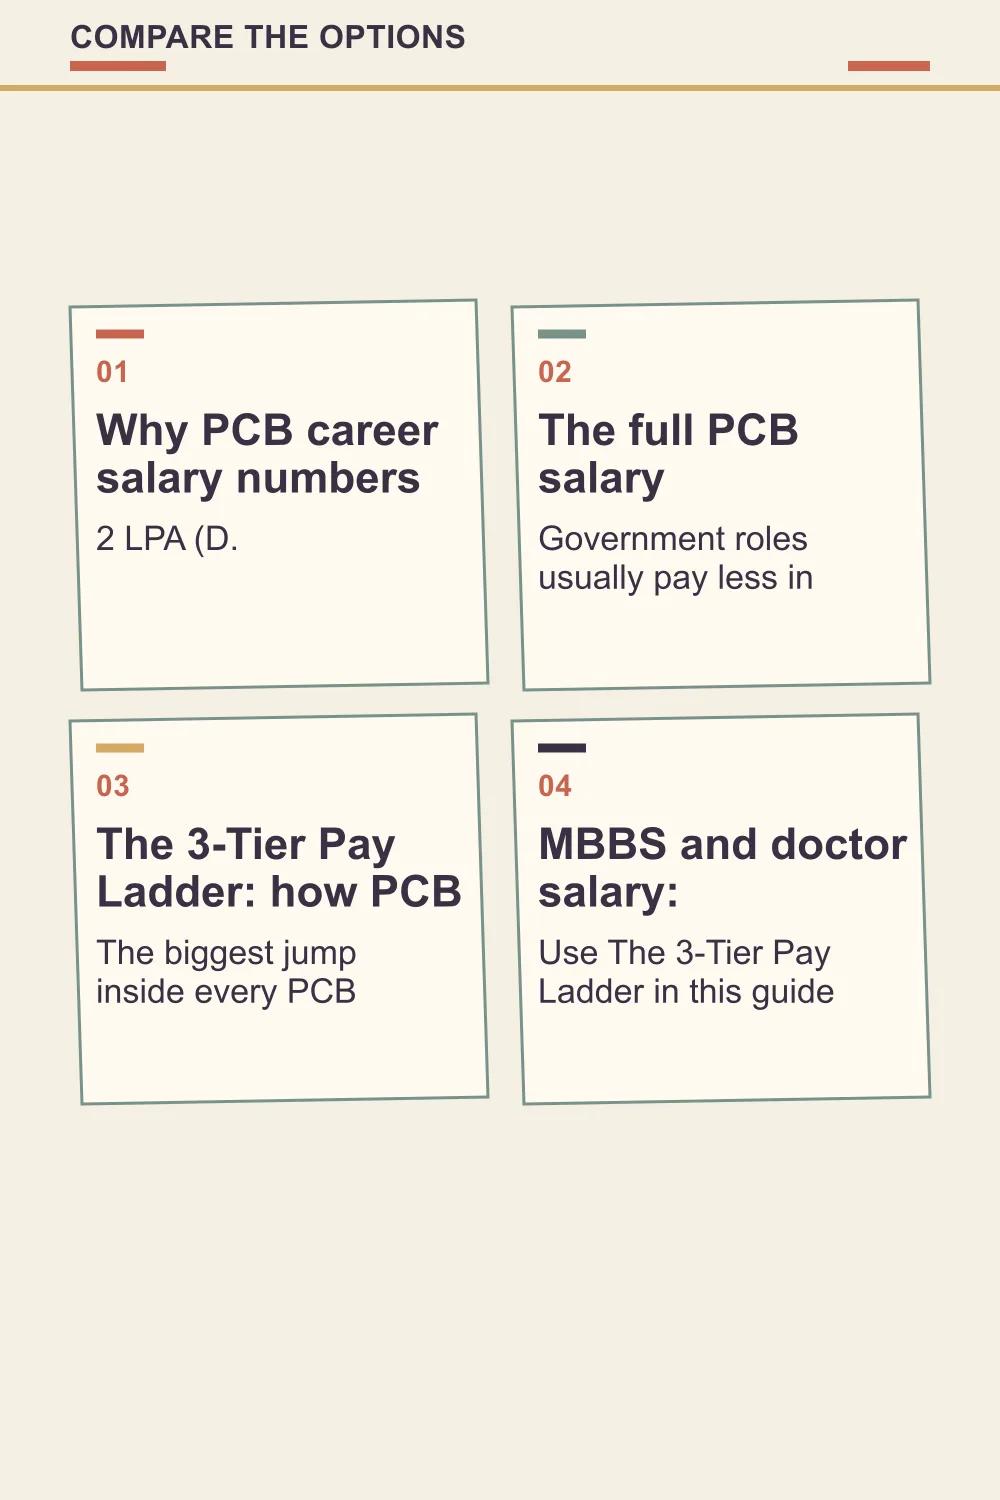 COMPARE THE OPTIONS
01
Why PCB career
salary numbers
2 LPA (D.
02
The full PCB
salary
Government roles
usually pay less in
03
The 3-Tier Pay
Ladder: how PCB
The biggest jump
inside every PCB
04
MBBS and doctor
salary:
Use The 3-Tier Pay
Ladder in this guide